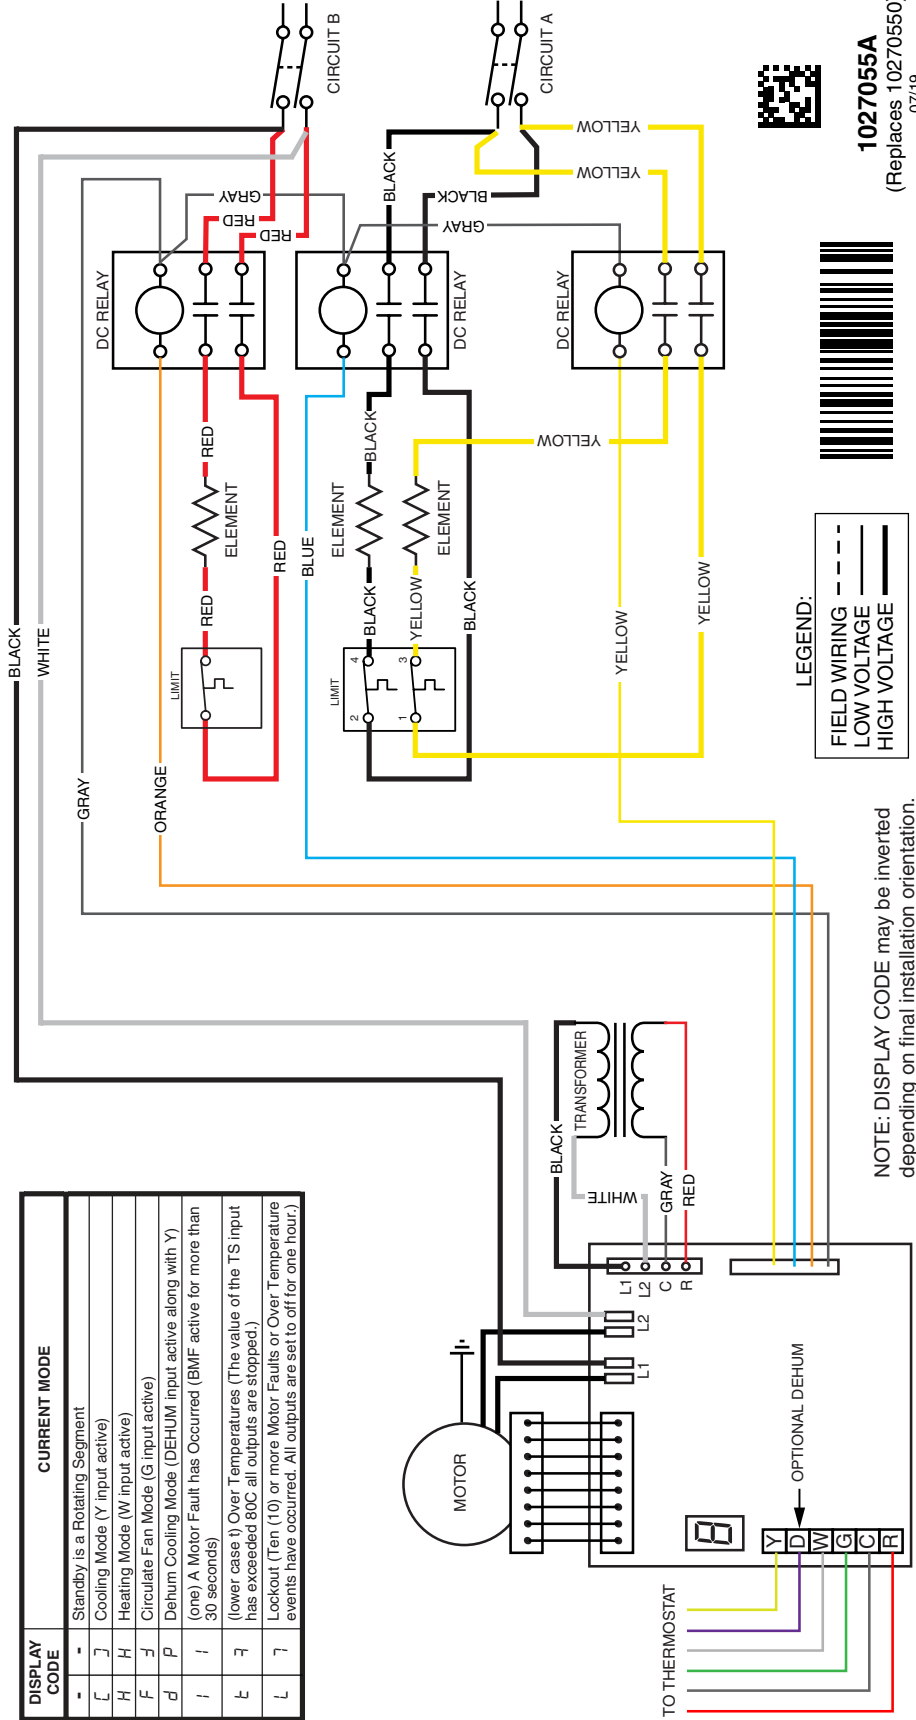 DISPLAY CODE
CURRENT MODE
- - Standby is a Rotating Segment
C Cooling Mode (Y input active)
H H Heating Mode (W input active)
F Circulate Fan Mode (G input active)
d P Dehum Cooling Mode (DEHUM input active along with Y)
I I (one) A Motor Fault has Occurred (BMF active for more than
30 seconds)
t (lower case t) Over Temperatures (The value of the TS input
has exceeded 80C all outputs are stopped.)
L Lockout (Ten (10) or more Motor Faults or Over Temperature
events have occurred. All outputs are set to off for one hour.)
BLACK
WHITE
GRAY
ORANGE
CIRCUIT B
CIRCUIT A
DC RELAY
GRAY
RED
RED
RED
RED
RED
LIMIT
ELEMENT
BLUE
DC RELAY
BLACK
BLACK
GRAY
BLACK
ELEMENT
BLACK
LIMIT
4
2
3
1
YELLOW
ELEMENT
BLACK
DC RELAY
YELLOW
YELLOW
YELLOW
YELLOW
YELLOW
MOTOR
TRANSFORMER
BLACK
WHITE
GRAY
RED
L1
L2
C
R
L2
L1
OPTIONAL DEHUM
Y
D
W
G
C
R
TO THERMOSTAT
LEGEND:
FIELD WIRING
LOW VOLTAGE
HIGH VOLTAGE
NOTE: DISPLAY CODE may be inverted
depending on final installation orientation.
1027055A
(Replaces 10270550)
07/19